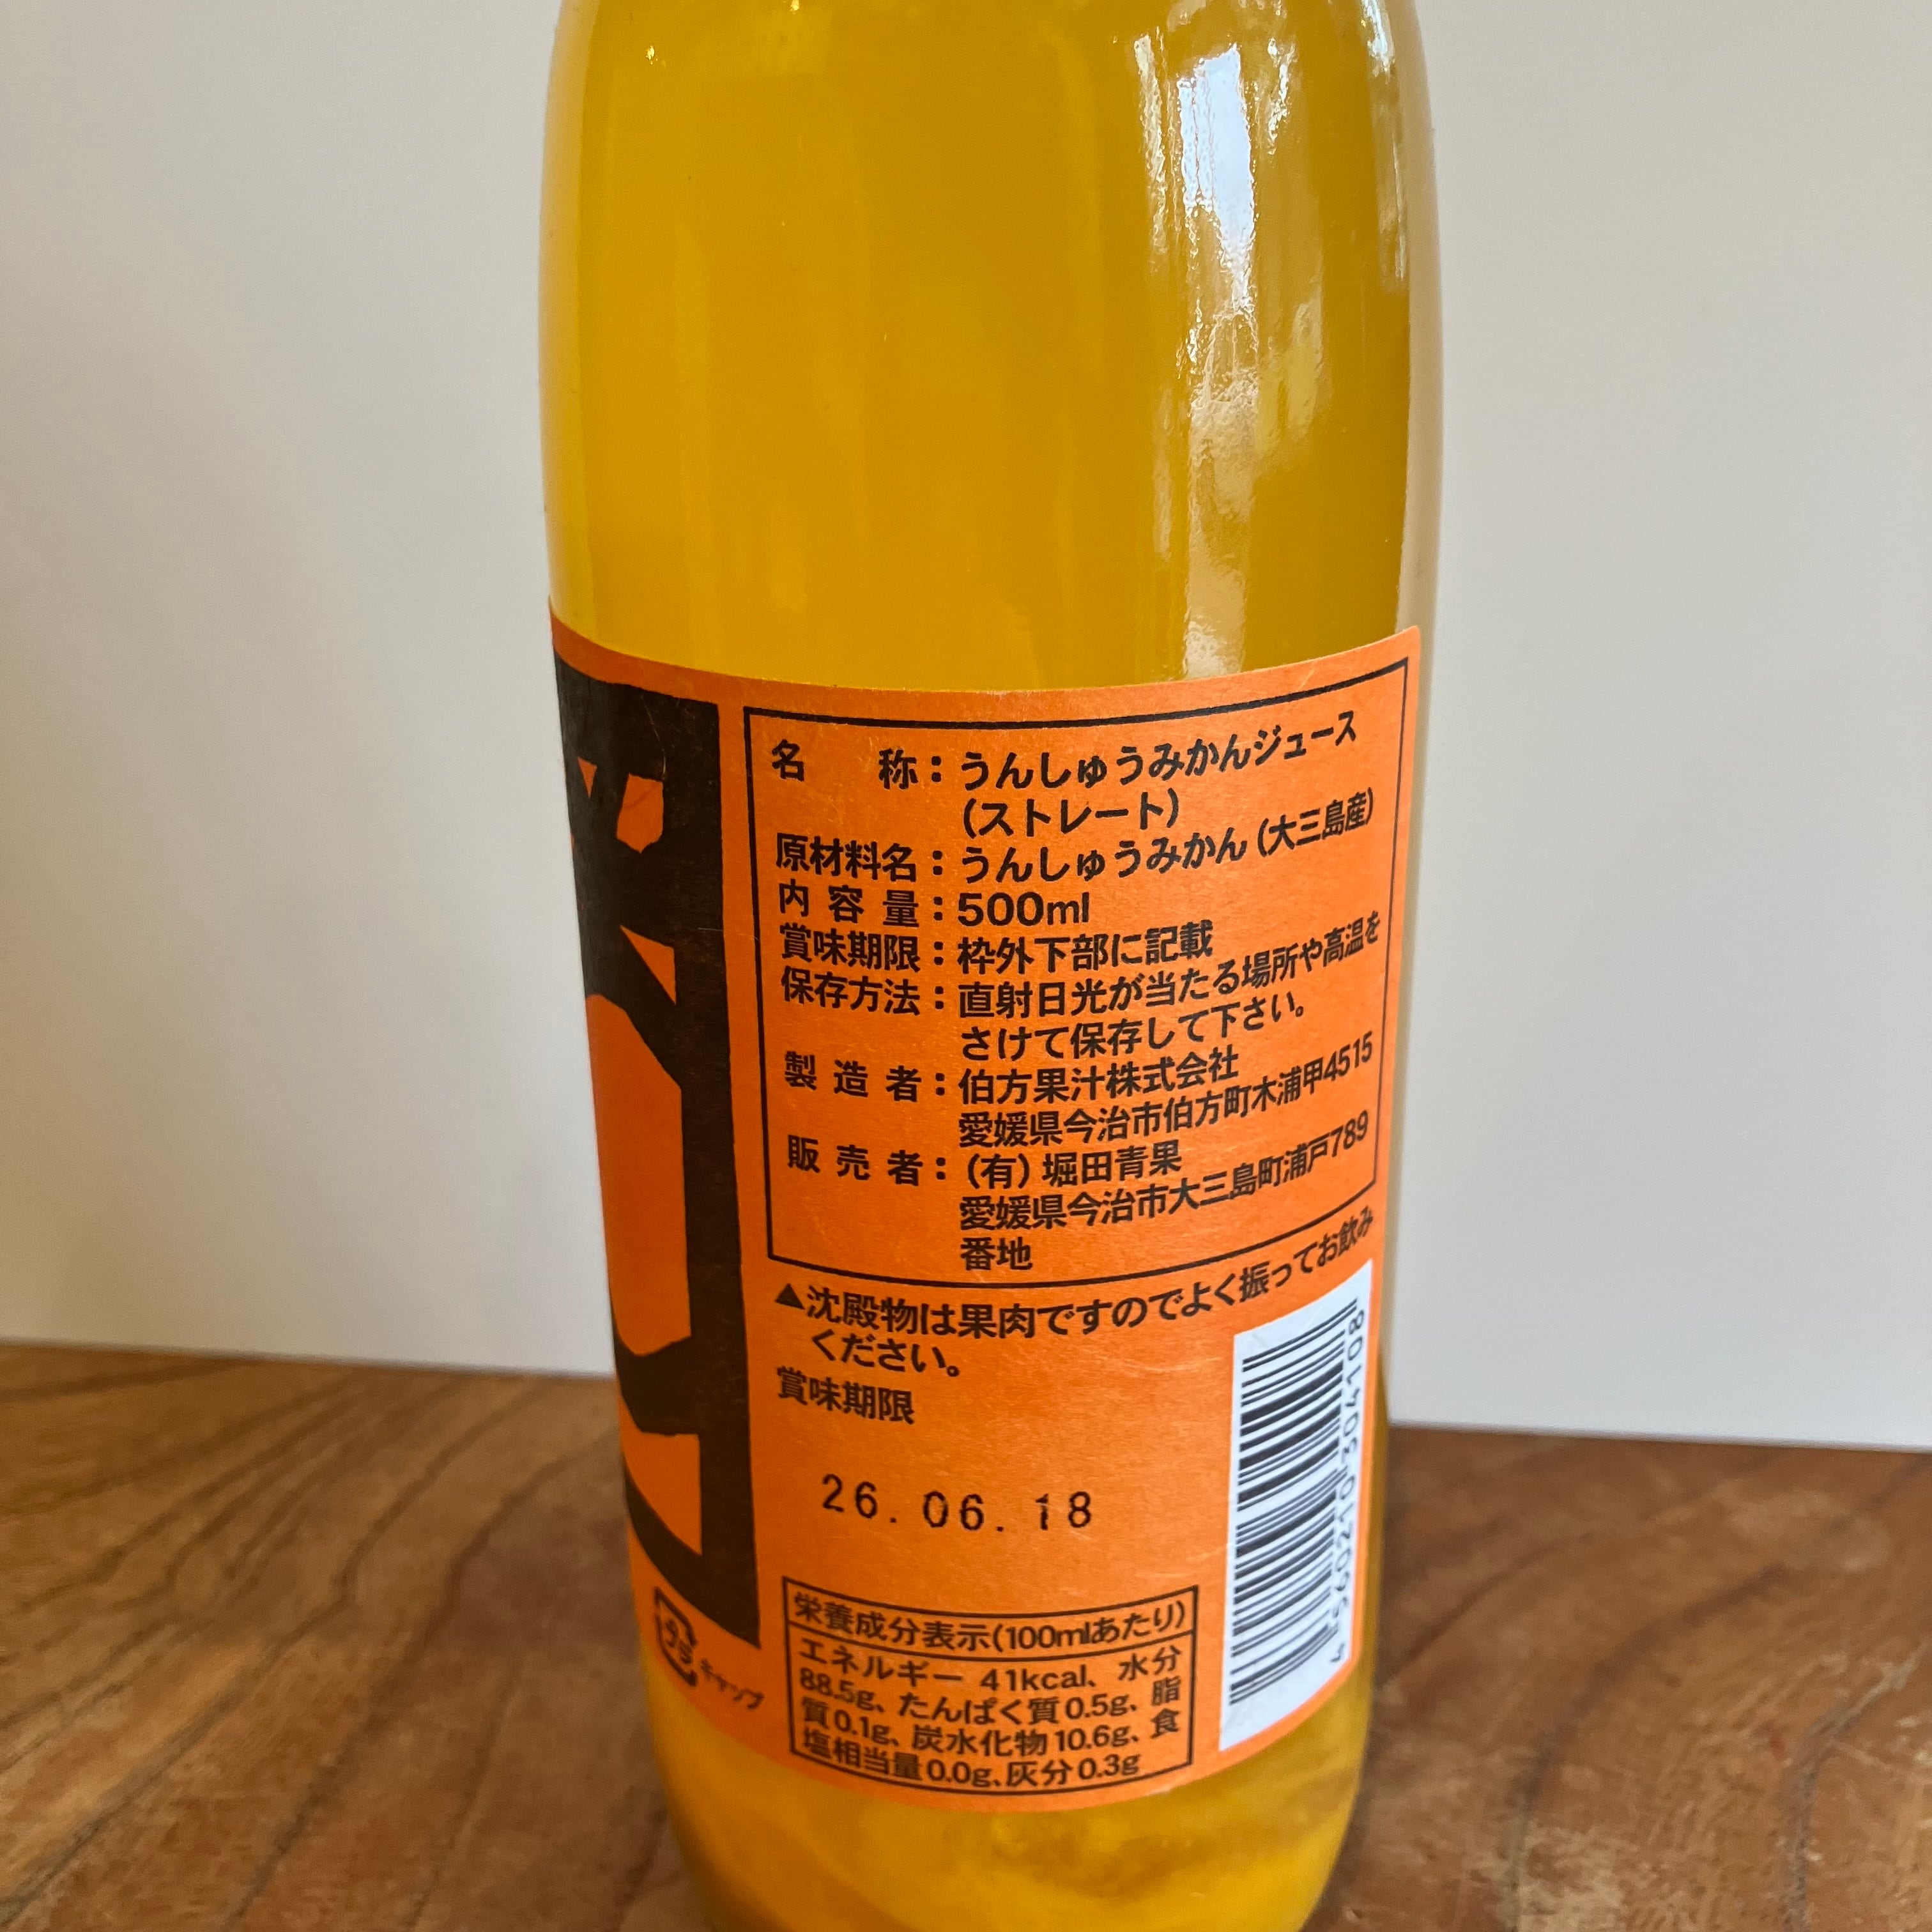 名称：うんしゅうみかんジュース
（ストレート）
原材料名：うんしゅうみかん（大三島産）
内容量：500ml
賞味期限：枠外下部に記載
保存方法：直射日光が当たる場所や高温を
さけて保存して下さい。
製造者：伯方果汁株式会社
愛媛県今治市伯方町木浦甲4515
販売者：（有）堀田青果
愛媛県今治市大三島町浦戸789
番地
▲沈殿物は果肉ですのでよく振ってお飲み
ください。
賞味期限
26.06.18
プラ
キャップ
栄養成分表示（100mlあたり）
エネルギー 41kcal、水分
88.5g、たんぱく質0.5g、脂
質0.1g、炭水化物10.6g、食
塩相当量0.0g、灰分0.3g